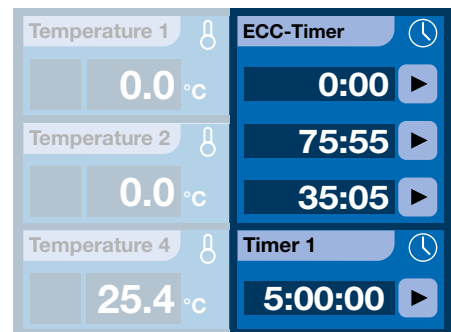 Temperature 1
0.0 °C
Temperature 2
0.0 °C
Temperature 4
25.4 °C
ECC-Timer
0:00
75:55
35:05
Timer 1
5:00:00